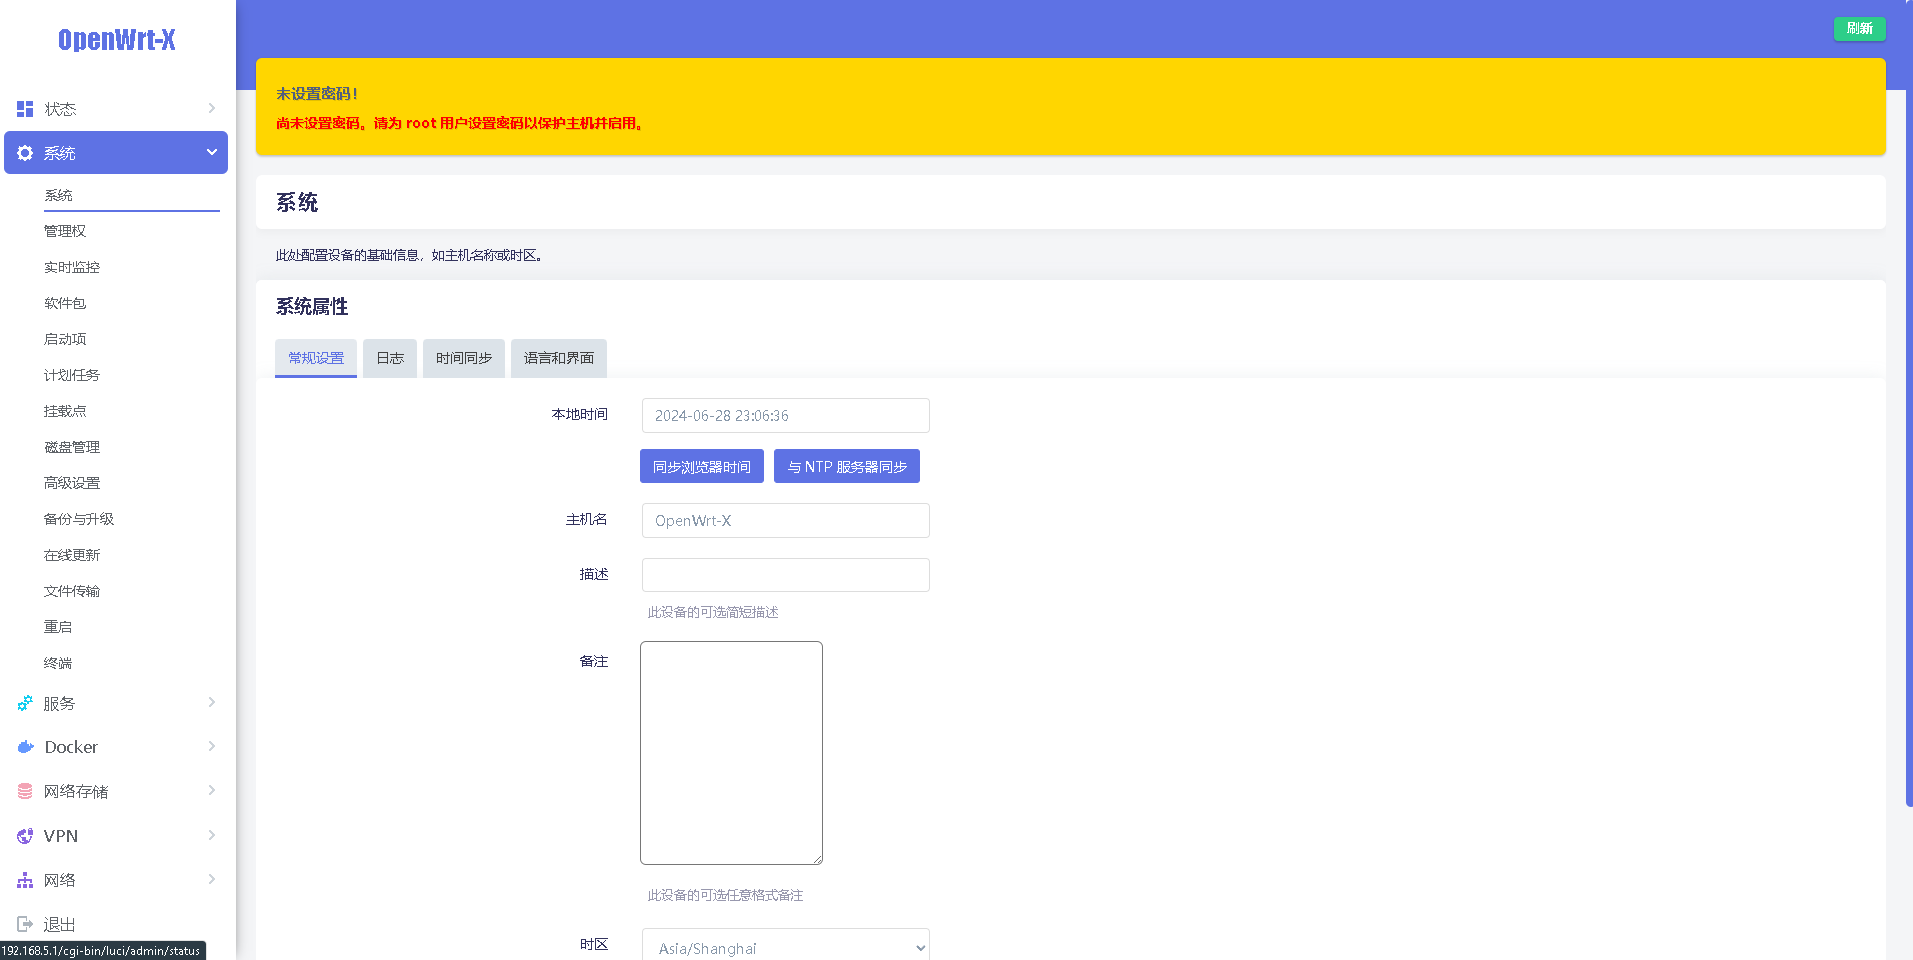 OpenWrt-X
状态
系统
系统
管理权
实时监控
软件包
启动项
计划任务
挂载点
磁盘管理
高级设置
备份与升级
在线更新
文件传输
重启
终端
服务
Docker
网络存储
VPN
网络
退出
192.168.5.1/cgi-bin/luci/admin/status
刷新
未设置密码！
尚未设置密码。请为 root 用户设置密码以保护主机并启用。
系统
此处配置设备的基础信息，如主机名称或时区。
系统属性
常规设置 日志 时间同步 语言和界面
本地时间 2024-06-28 23:06:36
同步浏览器时间 与 NTP 服务器同步
主机名 OpenWrt-X
描述
此设备的可选简短描述
备注
此设备的可选任意格式备注
时区 Asia/Shanghai